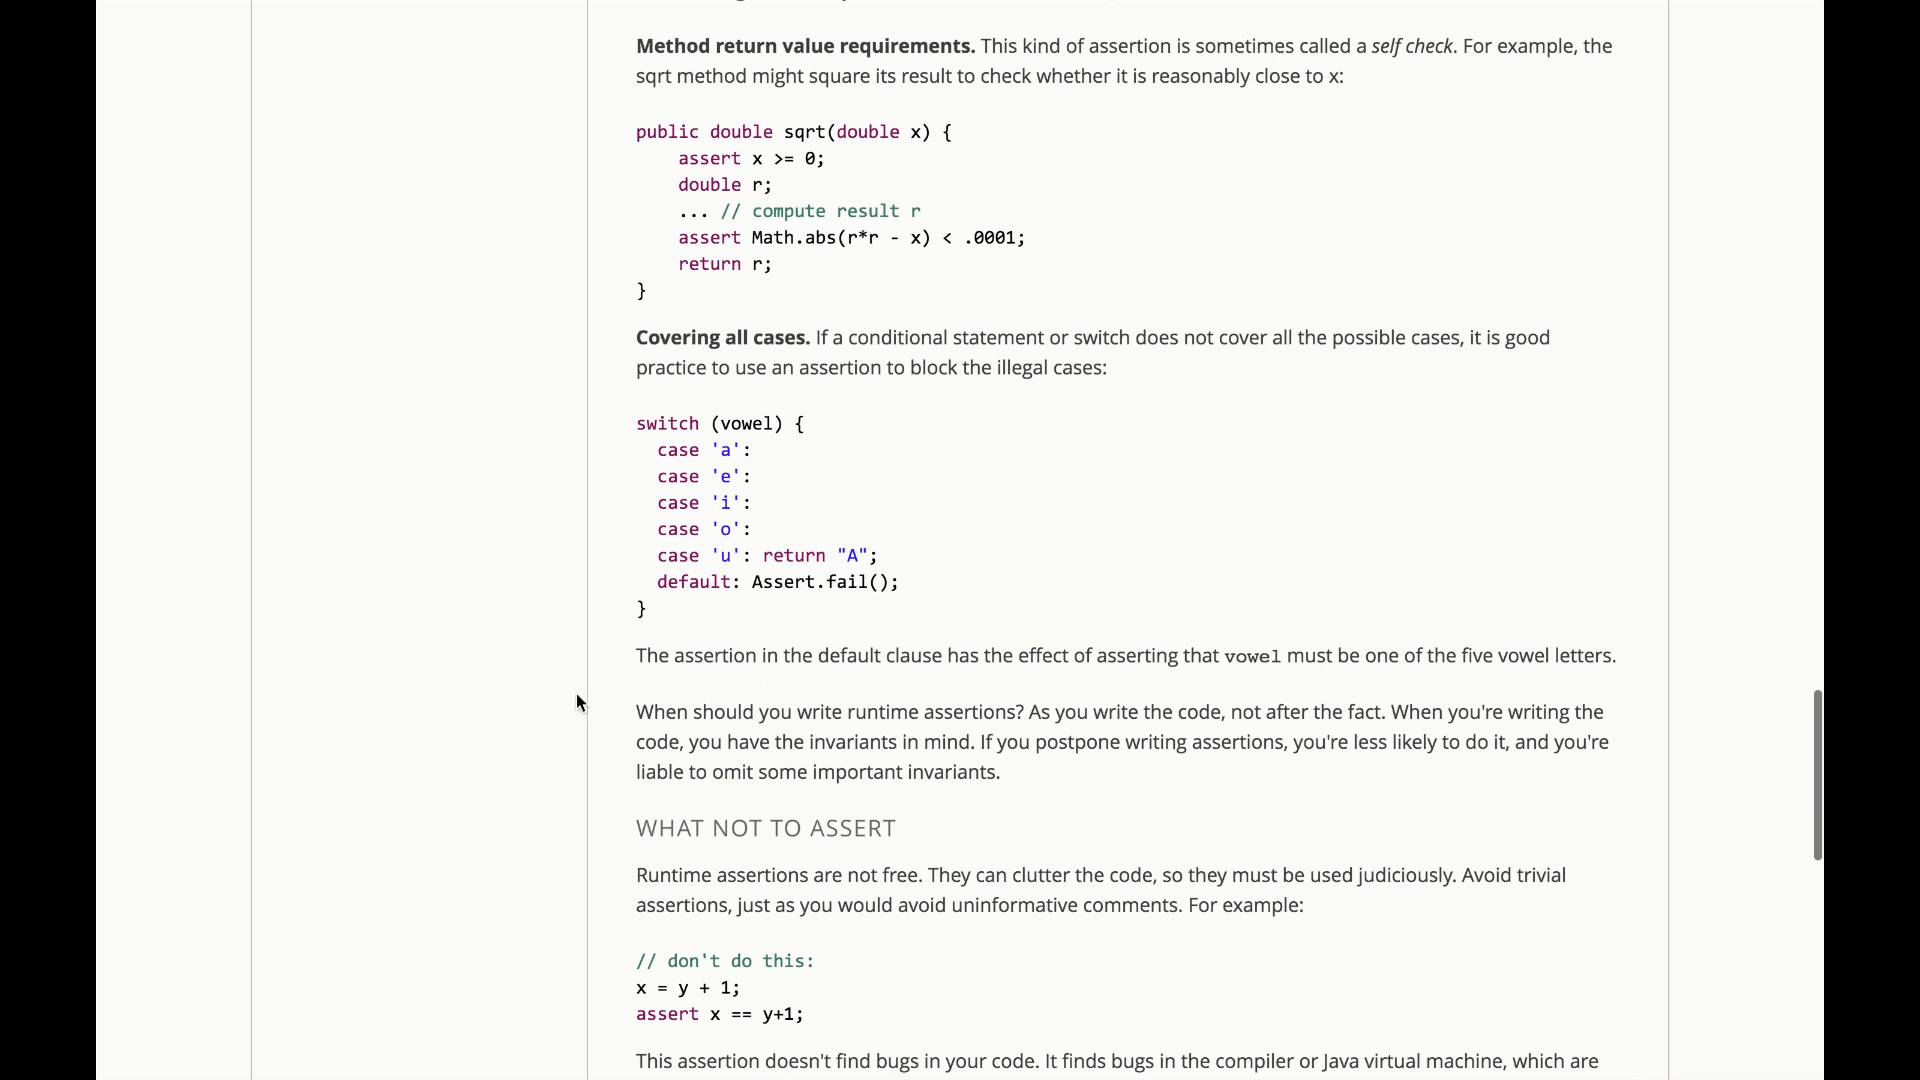 Method return value requirements. This kind of assertion is sometimes called a self check. For example, the
sqrt method might square its result to check whether it is reasonably close to x:
public double sqrt(double x) {
    assert x >= 0;
    double r;
    ... // compute result r
    assert Math.abs(r*r - x) < .0001;
    return r;
}
Covering all cases. If a conditional statement or switch does not cover all the possible cases, it is good
practice to use an assertion to block the illegal cases:
switch (vowel) {
  case 'a':
  case 'e':
  case 'i':
  case 'o':
  case 'u': return "A";
  default: Assert.fail();
}
The assertion in the default clause has the effect of asserting that vowel must be one of the five vowel letters.
When should you write runtime assertions? As you write the code, not after the fact. When you're writing the
code, you have the invariants in mind. If you postpone writing assertions, you're less likely to do it, and you're
liable to omit some important invariants.
WHAT NOT TO ASSERT
Runtime assertions are not free. They can clutter the code, so they must be used judiciously. Avoid trivial
assertions, just as you would avoid uninformative comments. For example:
// don't do this:
x = y + 1;
assert x == y+1;
This assertion doesn't find bugs in your code. It finds bugs in the compiler or Java virtual machine, which are